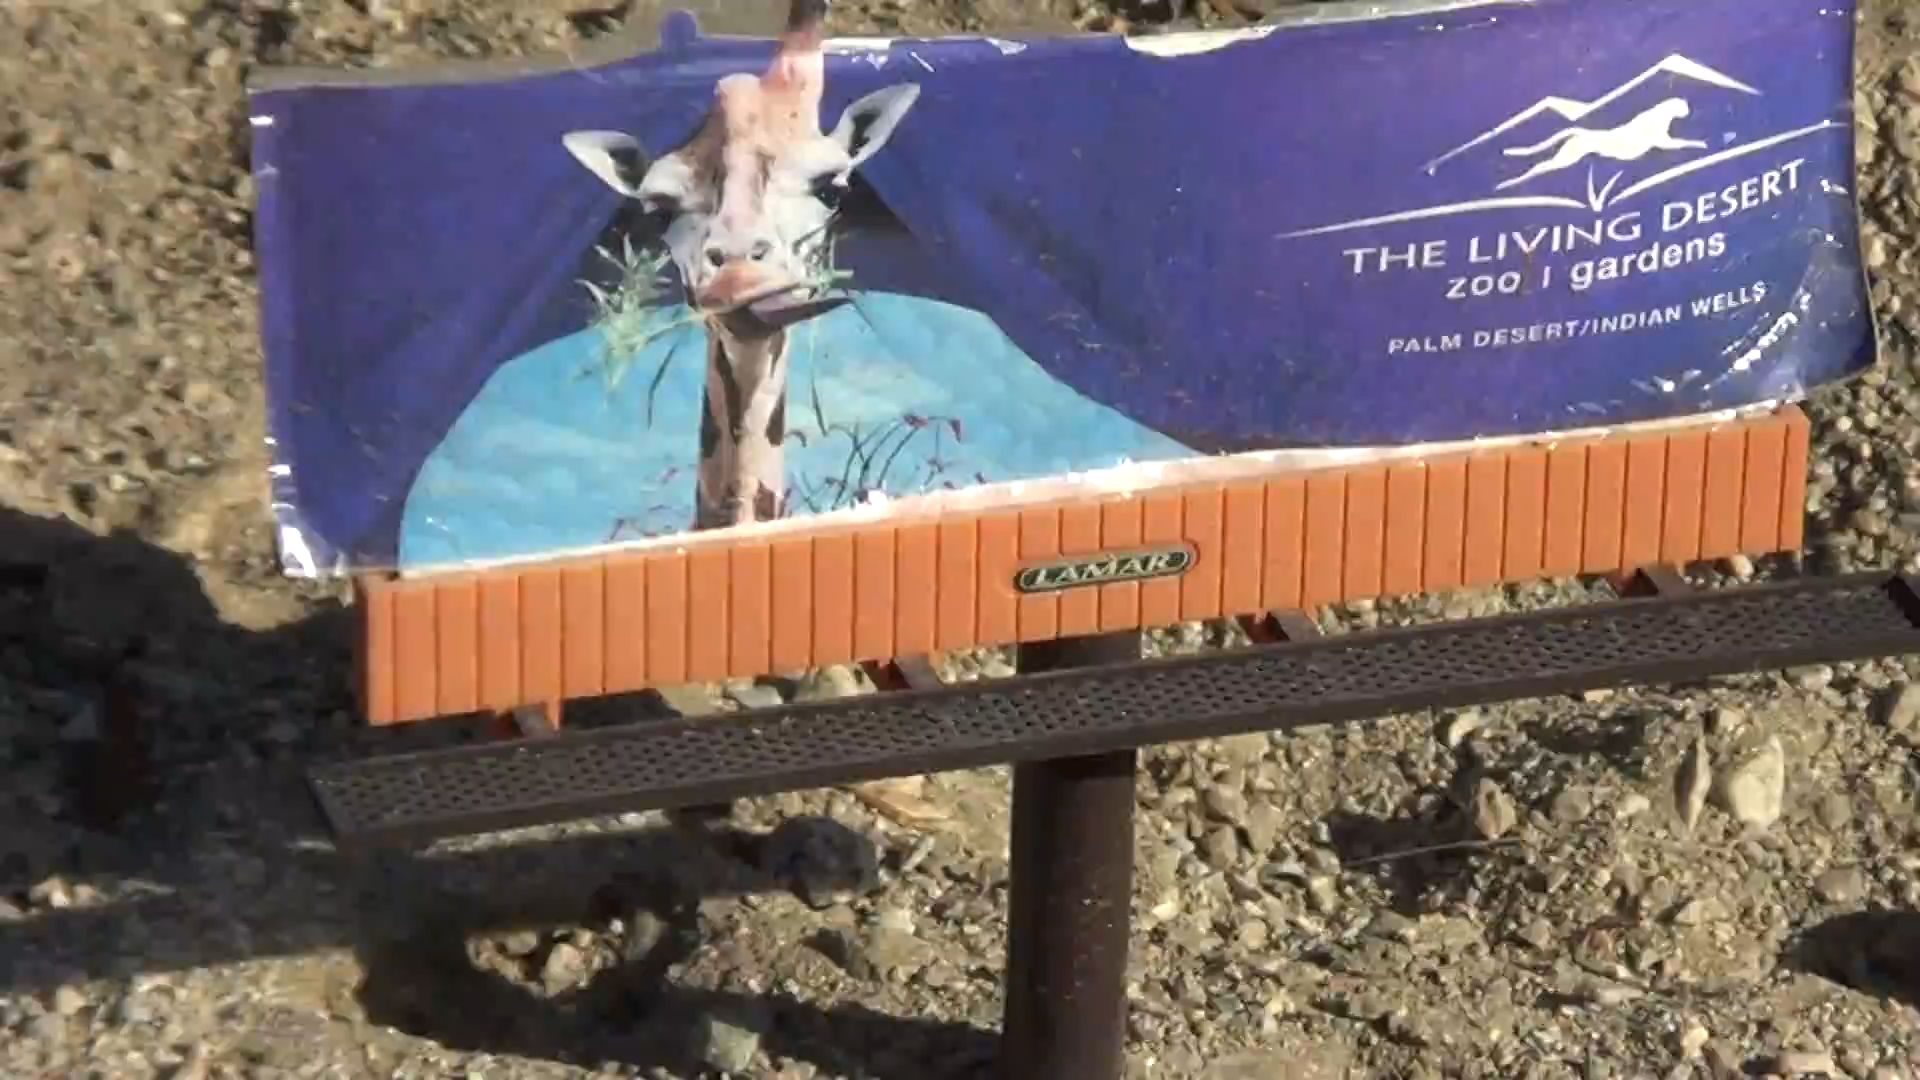 THE LIVING DESERT
zoo | gardens
PALM DESERT/INDIAN WELLS
LAMAR